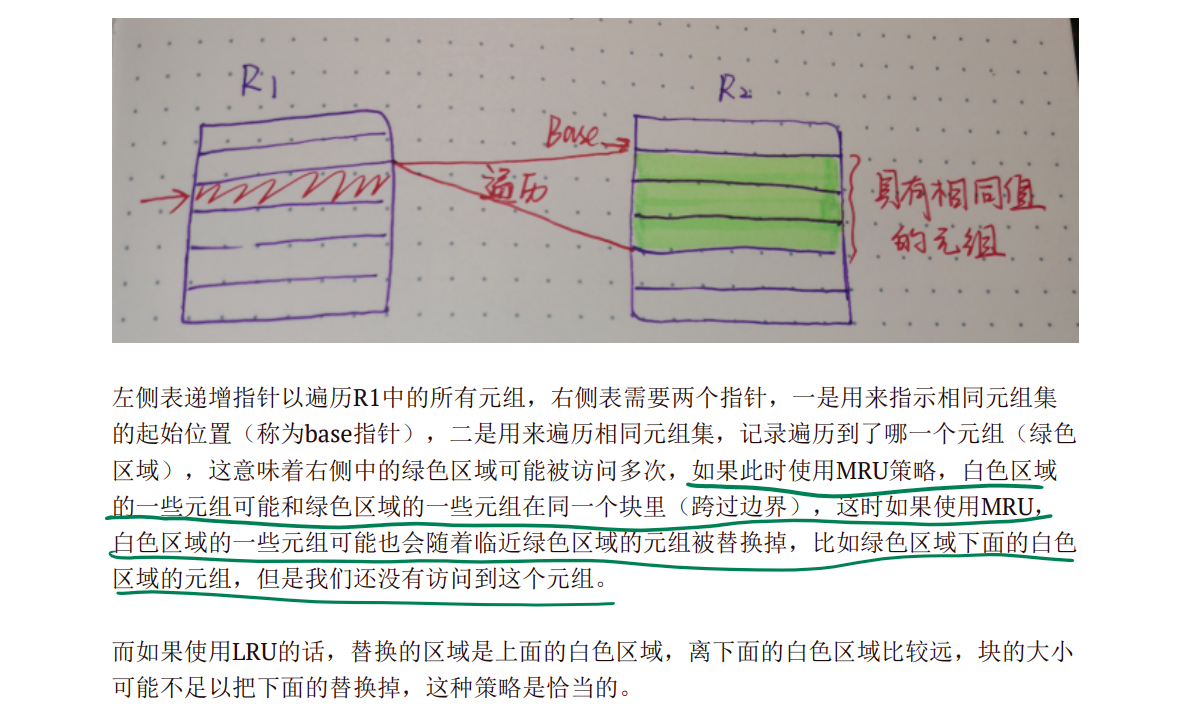 R1
R2
Base
遍历
具有相同值
的元组
左侧表递增指针以遍历R1中的所有元组，右侧表需要两个指针，一是用来指示相同元组集
的起始位置（称为base指针），二是用来遍历相同元组集，记录遍历到了哪一个元组（绿色
区域），这意味着右侧中的绿色区域可能被访问多次，如果此时使用MRU策略，白色区域
的一些元组可能和绿色区域的一些元组在同一个块里（跨过边界），这时如果使用MRU，
白色区域的一些元组可能也会随着临近绿色区域的元组被替换掉，比如绿色区域下面的白色
区域的元组，但是我们还没有访问到这个元组。
而如果使用LRU的话，替换的区域是上面的白色区域，离下面的白色区域比较远，块的大小
可能不足以把下面的替换掉，这种策略是恰当的。